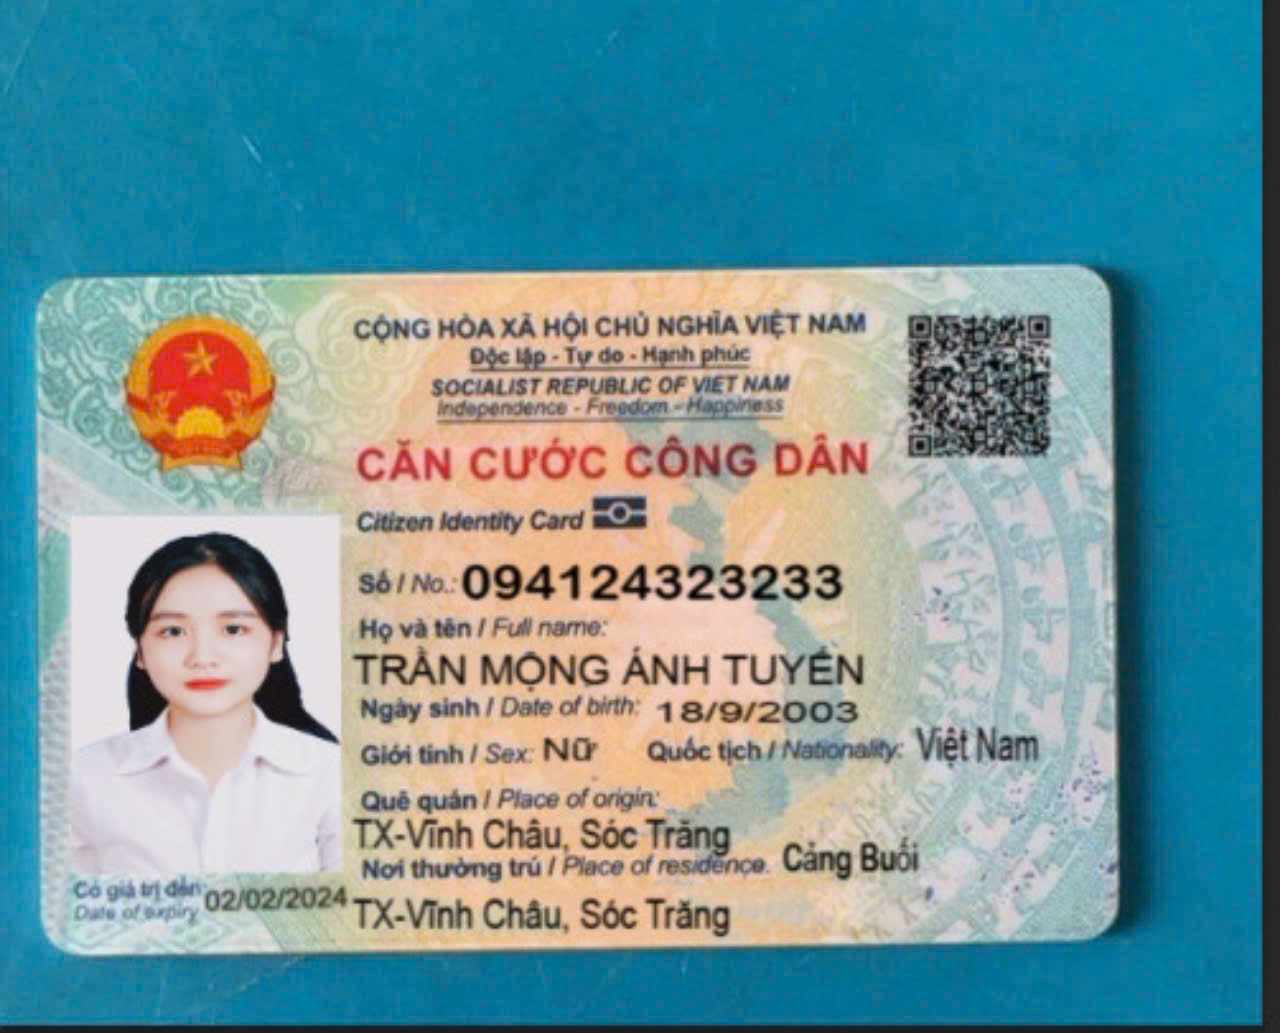 CỘNG HÒA XÃ HỘI CHỦ NGHĨA VIỆT NAM
Độc lập - Tự do - Hạnh phúc
SOCIALIST REPUBLIC OF VIET NAM
Independence - Freedom - Happiness
CĂN CƯỚC CÔNG DÂN
Citizen Identity Card
Số / No.: 094124323233
Họ và tên / Full name:
TRẦN MỘNG ÁNH TUYỀN
Ngày sinh / Date of birth: 18/9/2003
Giới tính / Sex: Nữ Quốc tịch / Nationality: Việt Nam
Quê quán / Place of origin:
TX-Vĩnh Châu, Sóc Trăng
Nơi thường trú / Place of residence. Cảng Buối
TX-Vĩnh Châu, Sóc Trăng
Có giá trị đến 02/02/2024
Date of expiry